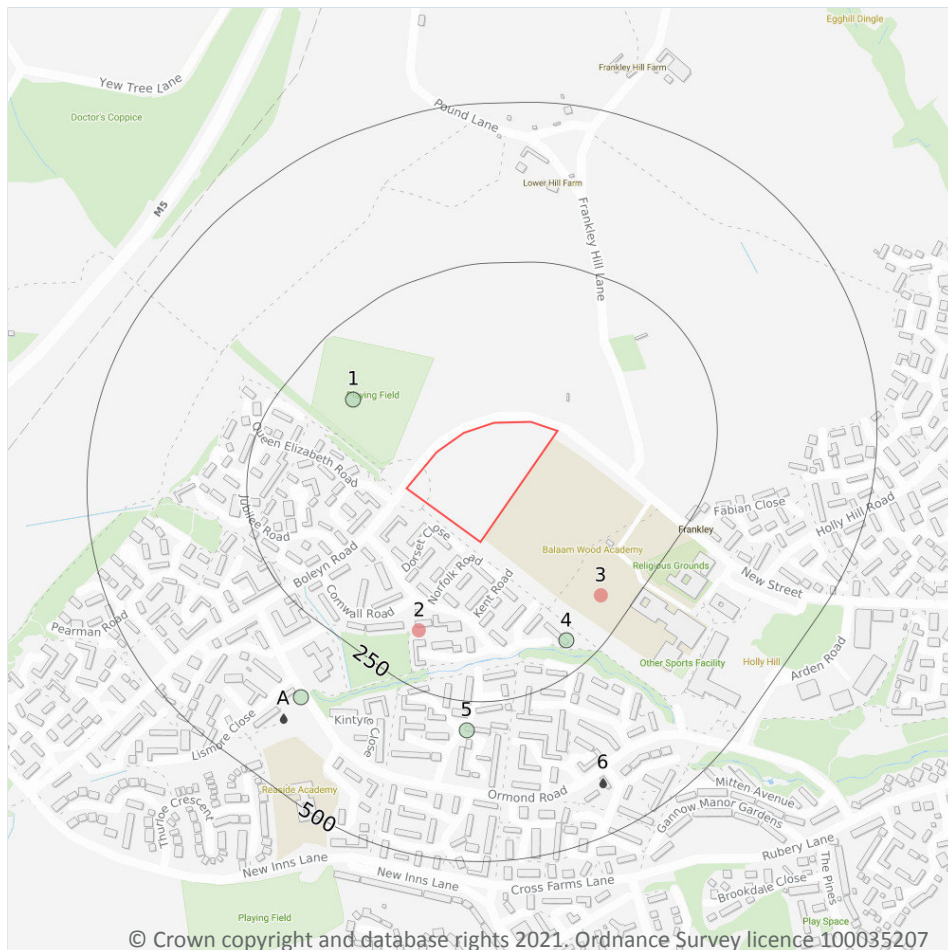 Egghill Dingle
Frankley Hill Farm
Yew Tree Lane
Doctor's Coppice
Pound Lane
Lower Hill Farm
M5
Frankley Hill Lane
1
Playing Field
Queen Elizabeth Road
Jubilee Road
Fabian Close
Holly Hill Road
Frankley
Dorset Close
Balaam Wood Academy
Boleyn Road
Norfolk Road
Religious Grounds
3
Kent Road
New Street
Cornwall Road
2
4
Pearman Road
250
Other Sports Facility
Holly Hill
Arden Road
A
5
Kintyre Close
Lismore Close
6
Reaside Academy
Ormond Road
Mitten Avenue
Thurloe Crescent
Gannow Manor Gardens
500
Rubery Lane
New Inns Lane
New Inns Lane
Cross Farms Lane
Brookdale Close
The Pines
Playing Field
Play Space
© Crown copyright and database rights 2021. Ordnance Survey licence 100035207